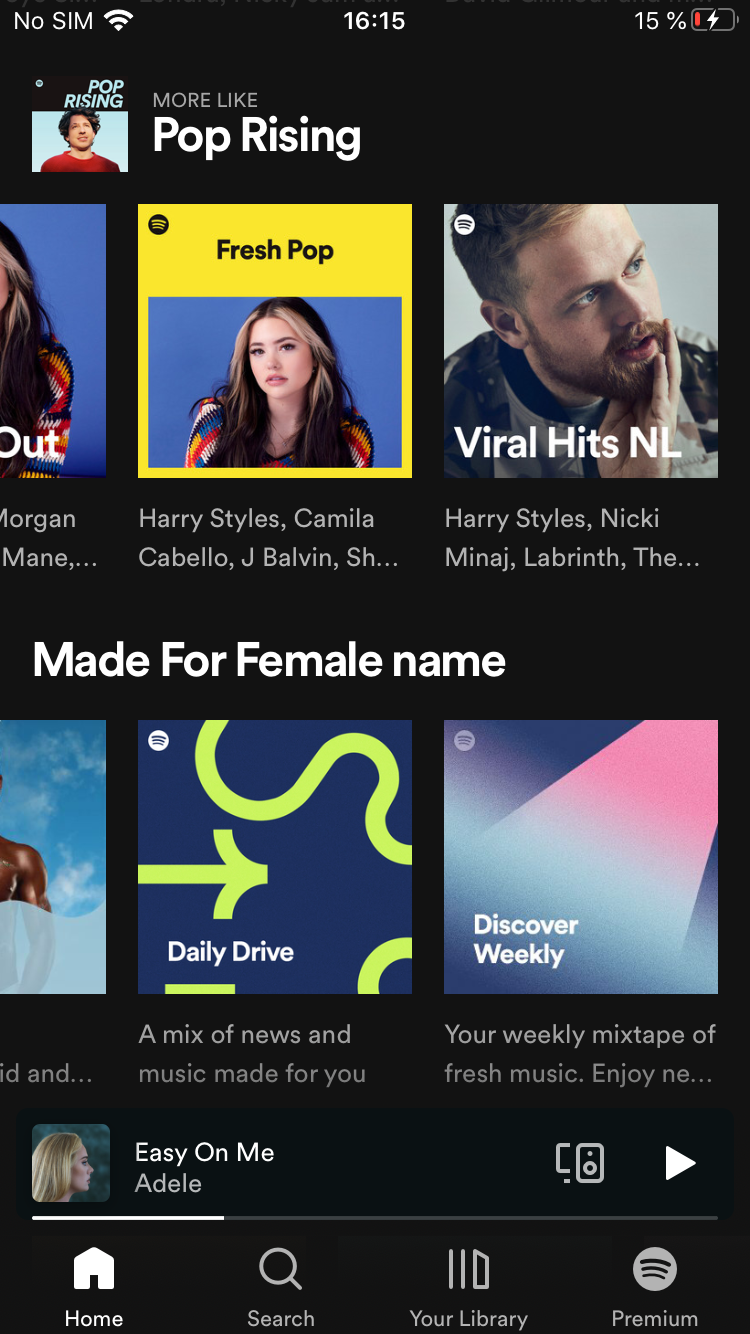 No SIM 16:15 15 %
POP
RISING
MORE LIKE
Pop Rising
Fresh Pop
Out
Viral Hits NL
Morgan
Mane,...
Harry Styles, Camila
Cabello, J Balvin, Sh...
Harry Styles, Nicki
Minaj, Labrinth, The...
Made For Female name
Daily Drive
Discover
Weekly
id and...
A mix of news and
music made for you
Your weekly mixtape of
fresh music. Enjoy ne...
Easy On Me
Adele
Home Search Your Library Premium